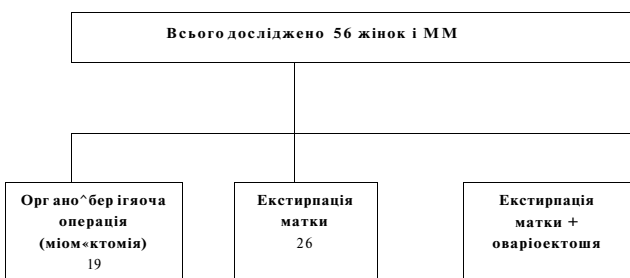 Всього досліджено 56 жінок і ММ
Орг ано^бер ігяоча
операція
(міом«ктомія)
19
Екстирпація
матки
26
Екстирпація
матки +
оваріоектошя